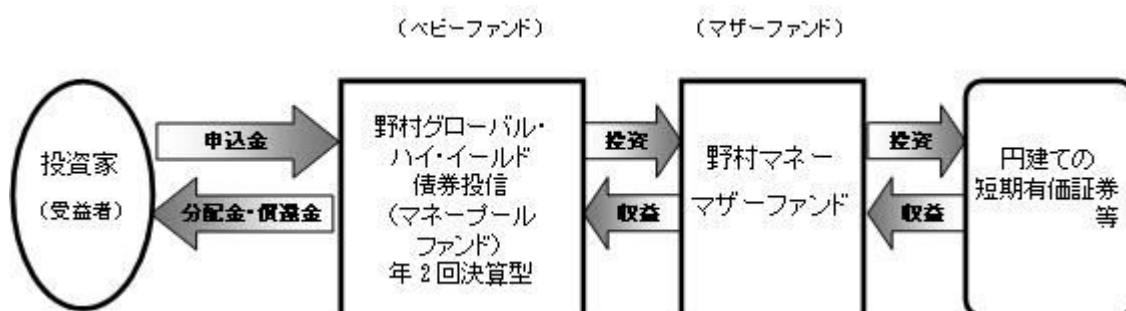 （ベビーファンド）
（マザーファンド）
投資家
（受益者）
申込金
分配金・償還金
野村グローバル・
ハイ・イールド
債券投信
（マネープール
ファンド）
年２回決算型
投資
収益
野村マネー
マザーファンド
投資
収益
円建ての
短期有価証券
等